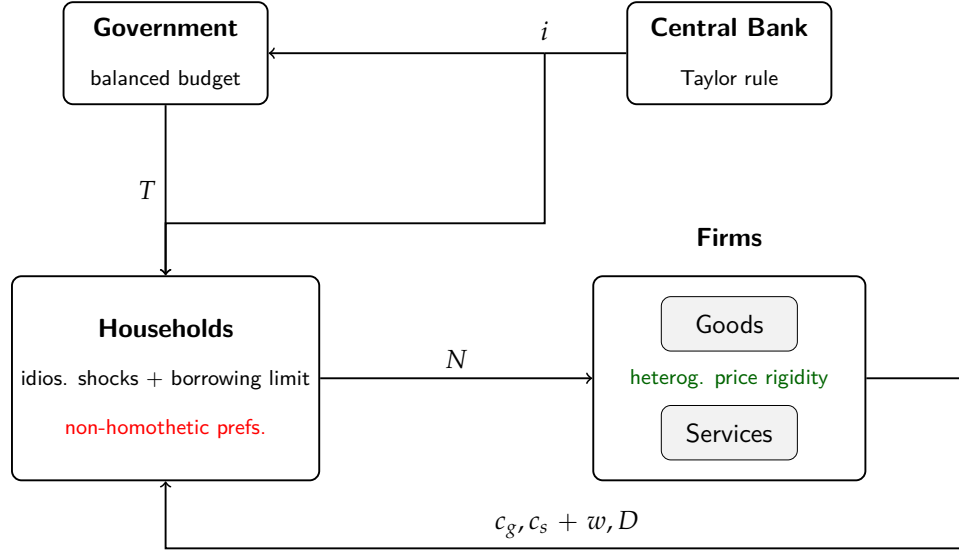 Government
balanced budget
i
Central Bank
Taylor rule
T
Firms
Households
idios. shocks + borrowing limit
non-homothetic prefs.
N
Goods
heterog. price rigidity
Services
c_g, c_s + w, D